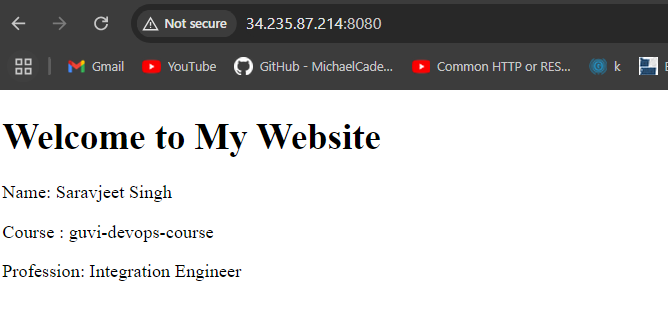 Not secure 34.235.87.214:8080
Gmail YouTube GitHub - MichaelCade... Common HTTP or RES... k
Welcome to My Website
Name: Saravjeet Singh
Course : guvi-devops-course
Profession: Integration Engineer